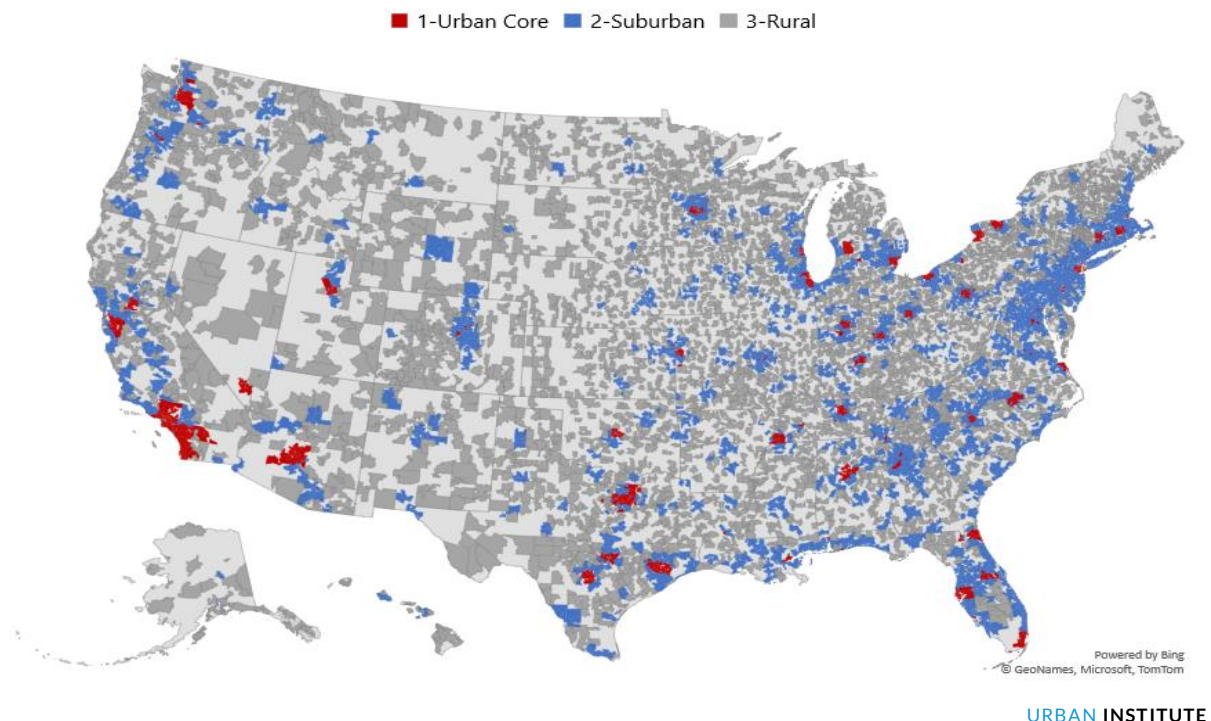 1-Urban Core 2-Suburban 3-Rural
Powered by Bing
© GeoNames, Microsoft, TomTom
URBAN INSTITUTE